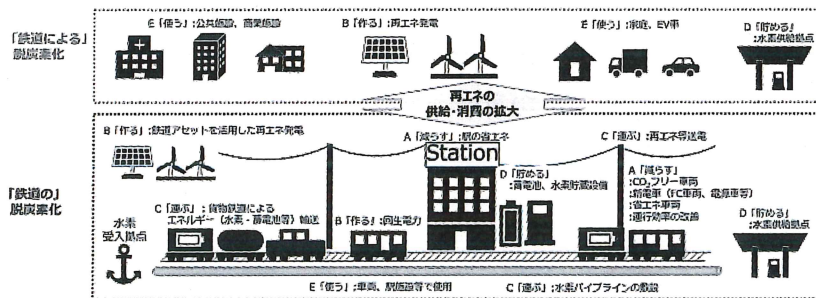 「鉄道による」
脱炭素化
E「使う」:公共施設、商業施設
B「作る」:再エネ発電
E「使う」:家庭、EV車
D「貯める」
:水素供給拠点
再エネの
供給・消費の拡大
「鉄道の」
脱炭素化
B「作る」:鉄道アセットを活用した再エネ発電
A「減らす」:駅の省エネ
C「運ぶ」:再エネ等送電
Station
D「貯める」
:蓄電池、水素貯蔵設備
A「減らす」
:CO₂フリー車両
:新電車(FC車両、電源車等)
:省エネ車両
:運行効率の改善
C「運ぶ」:貨物鉄道による
エネルギー(水素・蓄電池等)輸送
B「作る」:回生電力
水素
受入拠点
D「貯める」
:水素供給拠点
E「使う」:車両、駅施設等で使用
C「運ぶ」:水素パイプラインの敷設